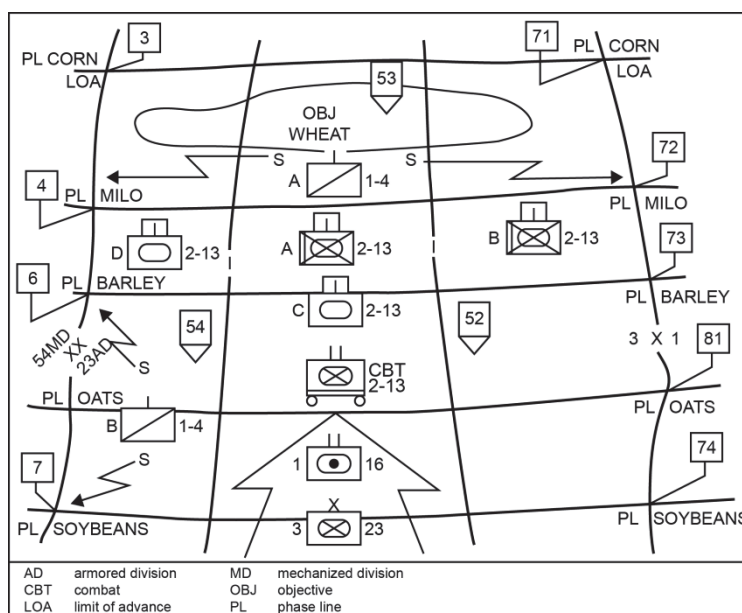 3
71
PL CORN
LOA
PL CORN
LOA
53
OBJ
WHEAT
S
S
A
1-4
72
4
PL MILO
PL MILO
D
2-13
A
2-13
B
2-13
73
6
PL BARLEY
PL BARLEY
C
2-13
54
52
54MD
XX
23AD
3 X 1
S
CBT
2-13
81
PL OATS
PL OATS
B
1-4
1
16
S
7
74
X
3
23
PL SOYBEANS
PL SOYBEANS
AD armored division
CBT combat
LOA limit of advance
MD mechanized division
OBJ objective
PL phase line